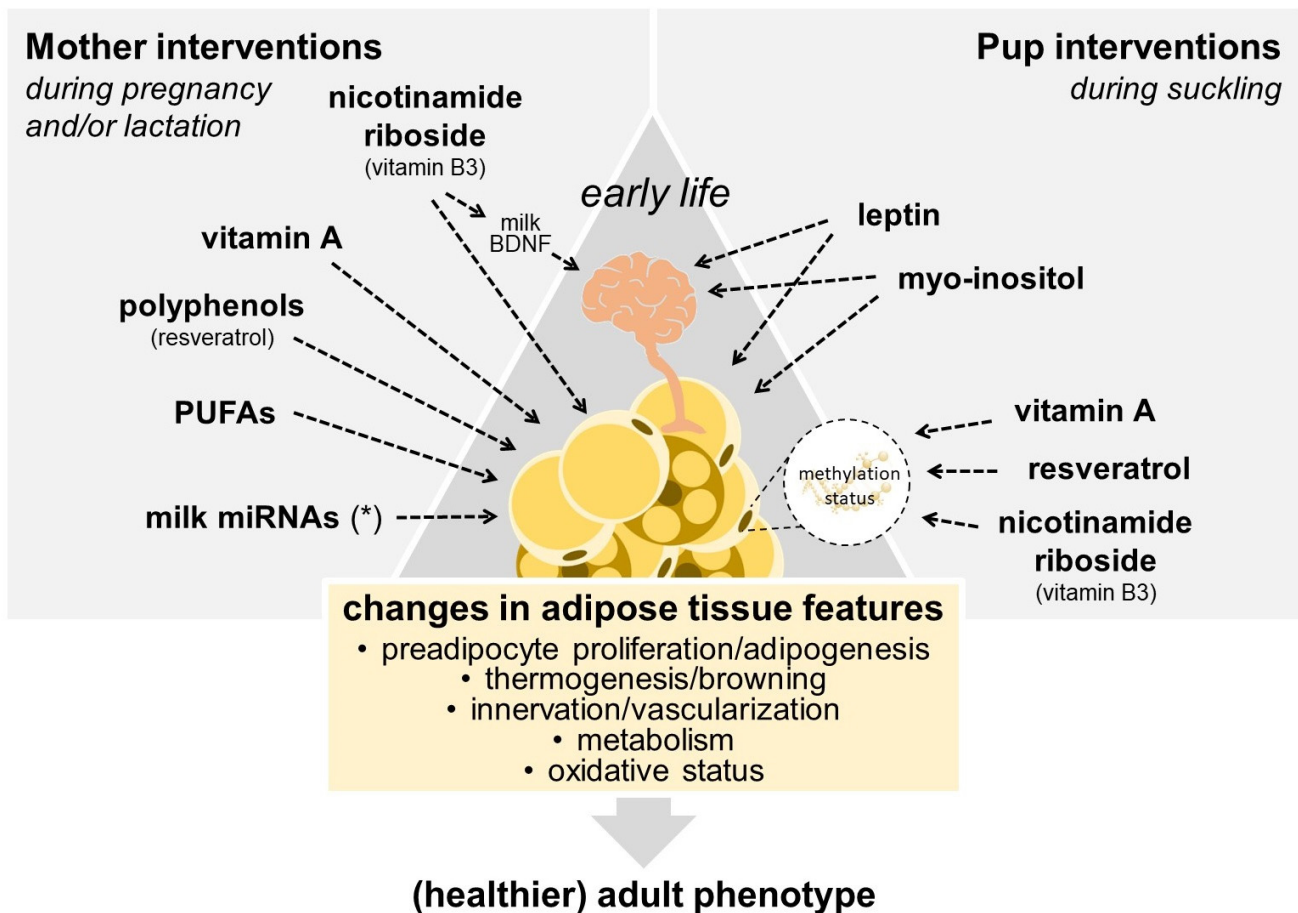 Mother interventions
during pregnancy
and/or lactation
nicotinamide
riboside
(vitamin B3)
milk
BDNF
vitamin A
polyphenols
(resveratrol)
PUFAs
milk miRNAs (*)
early life
Pup interventions
during suckling
leptin
myo-inositol
methylation
status
vitamin A
resveratrol
nicotinamide
riboside
(vitamin B3)
changes in adipose tissue features
• preadipocyte proliferation/adipogenesis
• thermogenesis/browning
• innervation/vascularization
• metabolism
• oxidative status
(healthier) adult phenotype